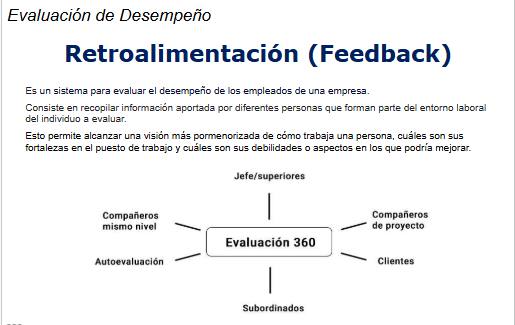 Evaluación de Desempeño
Retroalimentación (Feedback)
Es un sistema para evaluar el desempeño de los empleados de una empresa.
Consiste en recopilar información aportada por diferentes personas que forman parte del entorno laboral
del individuo a evaluar.
Esto permite alcanzar una visión más pormenorizada de cómo trabaja una persona, cuáles son sus
fortalezas en el puesto de trabajo y cuáles son sus debilidades o aspectos en los que podría mejorar.
Jefe/superiores
Compañeros
mismo nivel
Compañeros
de proyecto
Evaluación 360
Autoevaluación
Clientes
Subordinados